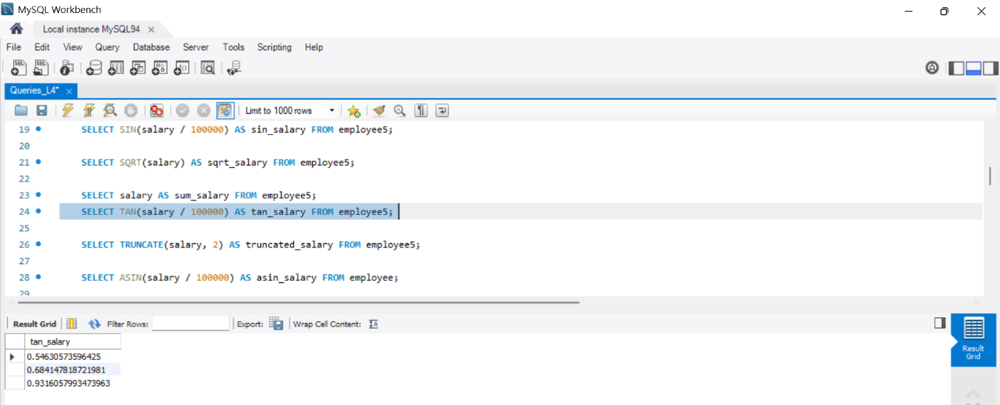 MySQL Workbench
Local instance MySQL94
File Edit View Query Database Server Tools Scripting Help
Queries_L4*
Limit to 1000 rows
19 SELECT SIN(salary / 100000) AS sin_salary FROM employee5;
20
21 SELECT SQRT(salary) AS sqrt_salary FROM employee5;
22
23 SELECT salary AS sum_salary FROM employee5;
24 SELECT TAN(salary / 100000) AS tan_salary FROM employee5;
25
26 SELECT TRUNCATE(salary, 2) AS truncated_salary FROM employee5;
27
28 SELECT ASIN(salary / 100000) AS asin_salary FROM employee;
29
Result Grid Filter Rows: Export: Wrap Cell Content: IA
tan_salary
0.54630573596425
0.684147818721981
0.9316057993473963
Result
Grid